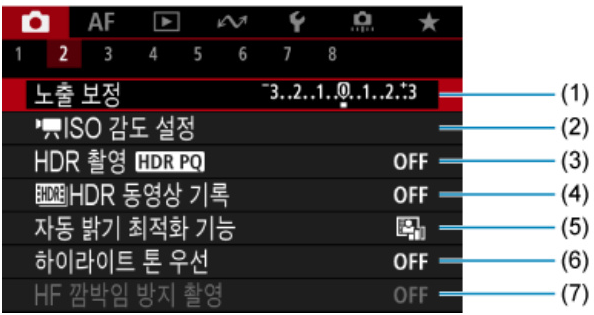 AF
1 2 3 4 5 6 7 8
노출 보정 -3..2..1..0..1..2.+3 (1)
ISO 감도 설정 (2)
HDR 촬영 HDR PQ OFF (3)
HDR HDR 동영상 기록 OFF (4)
자동 밝기 최적화 기능 (5)
하이라이트 톤 우선 OFF (6)
HF 깜박임 방지 촬영 OFF (7)